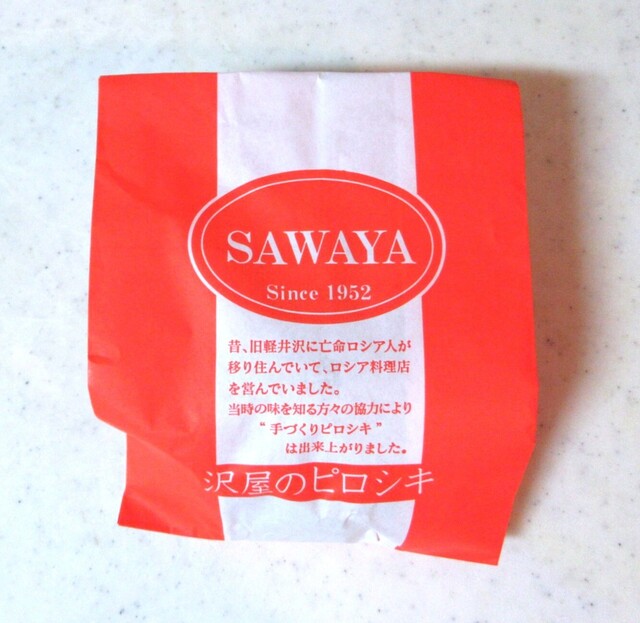 SAWAYA
Since 1952
昔、旧軽井沢に亡命ロシア人が
移り住んでいて、ロシア料理店
を営んでいました。
当時の味を知る方々の協力により
“手づくりピロシキ”
は出来上がりました。
沢屋のピロシキ